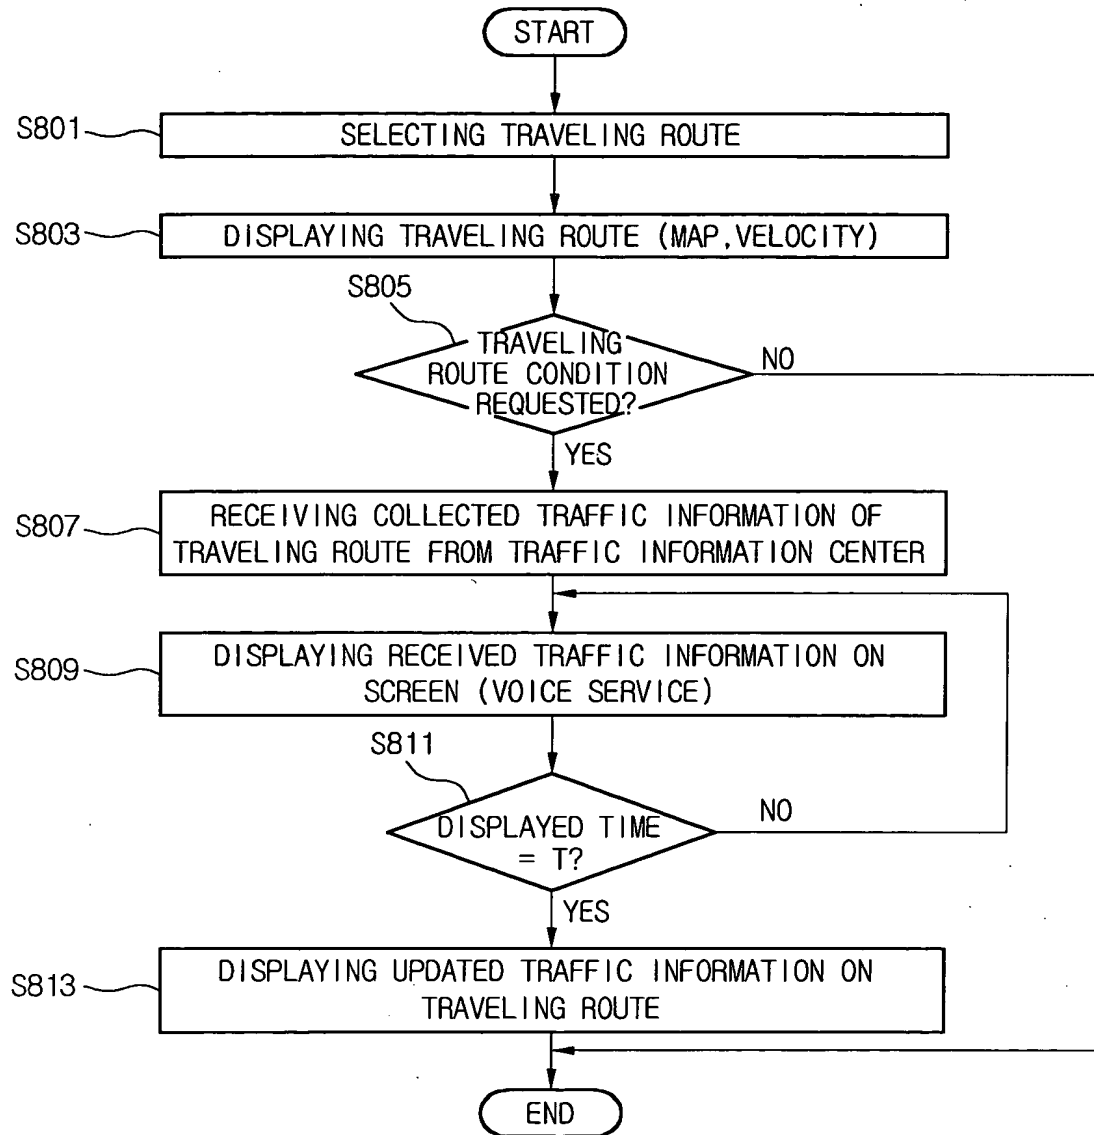 START
S801
SELECTING TRAVELING ROUTE
S803
DISPLAYING TRAVELING ROUTE (MAP,VELOCITY)
S805
TRAVELING
ROUTE CONDITION
REQUESTED?
NO
YES
S807
RECEIVING COLLECTED TRAFFIC INFORMATION OF
TRAVELING ROUTE FROM TRAFFIC INFORMATION CENTER
S809
DISPLAYING RECEIVED TRAFFIC INFORMATION ON
SCREEN (VOICE SERVICE)
S811
DISPLAYED TIME
= T?
NO
YES
S813
DISPLAYING UPDATED TRAFFIC INFORMATION ON
TRAVELING ROUTE
END